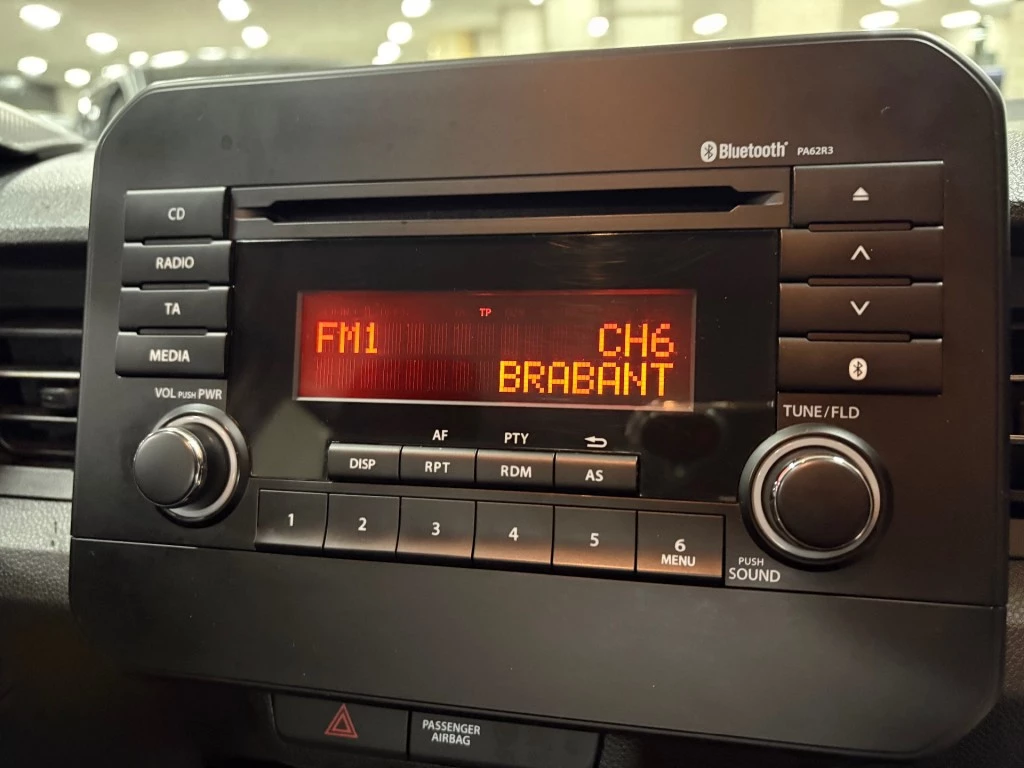 Bluetooth PA62R3
CD
RADIO
TA
MEDIA
VOL PUSH PWR
TP
FM1 CH6
BRABANT
TUNE/FLD
AF PTY
DISP RPT RDM AS
1 2 3 4 5 6
MENU
PUSH
SOUND
PASSENGER
AIRBAG